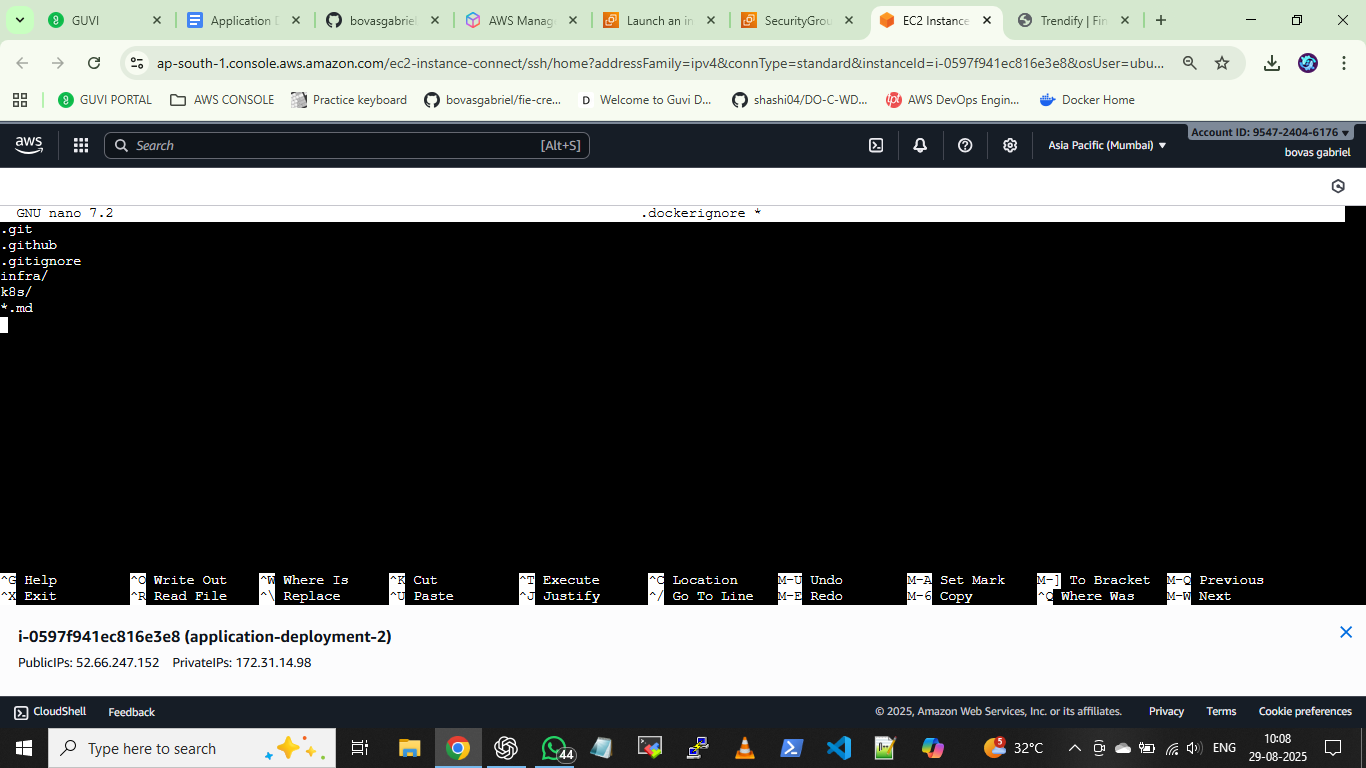 GUVI
Application D
bovasgabriel
AWS Manag
Launch an in
SecurityGrou
EC2 Instance
Trendify | Fin
ap-south-1.console.aws.amazon.com/ec2-instance-connect/ssh/home?addressFamily=ipv4&connType=standard&instanceId=i-0597f941ec816e3e8&osUser=ubu...
GUVI PORTAL
AWS CONSOLE
Practice keyboard
bovasgabriel/fie-cre...
Welcome to Guvi D...
shashi04/DO-C-WD...
AWS DevOps Engin...
Docker Home
aws
Search
[Alt+S]
Asia Pacific (Mumbai)
Account ID: 9547-2404-6176
bovas gabriel
GNU nano 7.2 .dockerignore *
.git
.github
.gitignore
infra/
k8s/
*.md
^G Help ^O Write Out ^W Where Is ^K Cut ^T Execute ^C Location M-U Undo M-A Set Mark M-] To Bracket M-Q Previous
^X Exit ^R Read File ^\ Replace ^U Paste ^J Justify ^/ Go To Line M-E Redo M-6 Copy ^Q Where Was M-W Next
i-0597f941ec816e3e8 (application-deployment-2)
PublicIPs: 52.66.247.152 PrivateIPs: 172.31.14.98
CloudShell Feedback © 2025, Amazon Web Services, Inc. or its affiliates. Privacy Terms Cookie preferences
Type here to search
44
5
32°C
ENG
10:08
29-08-2025